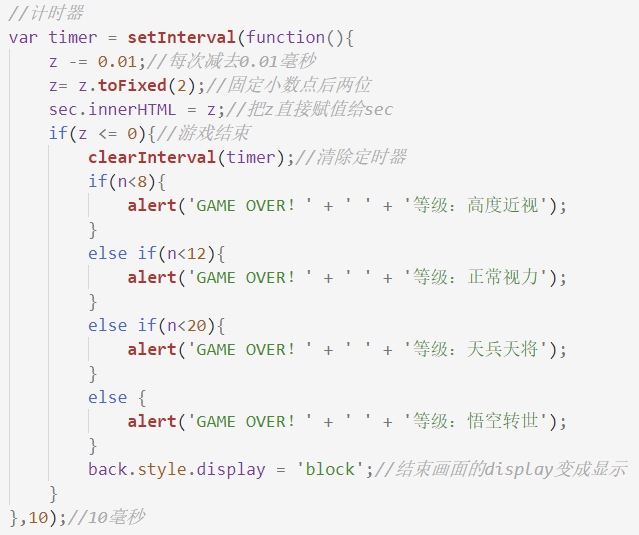 //计时器
var timer = setInterval(function(){
z -= 0.01;//每次减去0.01毫秒
z= z.toFixed(2);//固定小数点后两位
sec.innerHTML = z;//把z直接赋值给sec
if(z <= 0){//游戏结束
clearInterval(timer);//清除定时器
if(n<8){
alert('GAME OVER! ' + ' ' + '等级: 高度近视');
}
else if(n<12){
alert('GAME OVER! ' + ' ' + '等级: 正常视力');
}
else if(n<20){
alert('GAME OVER! ' + ' ' + '等级: 天兵天将');
}
else {
alert('GAME OVER! ' + ' ' + '等级: 悟空转世');
}
back.style.display = 'block';//结束画面的display变成显示
}
},10);//10毫秒